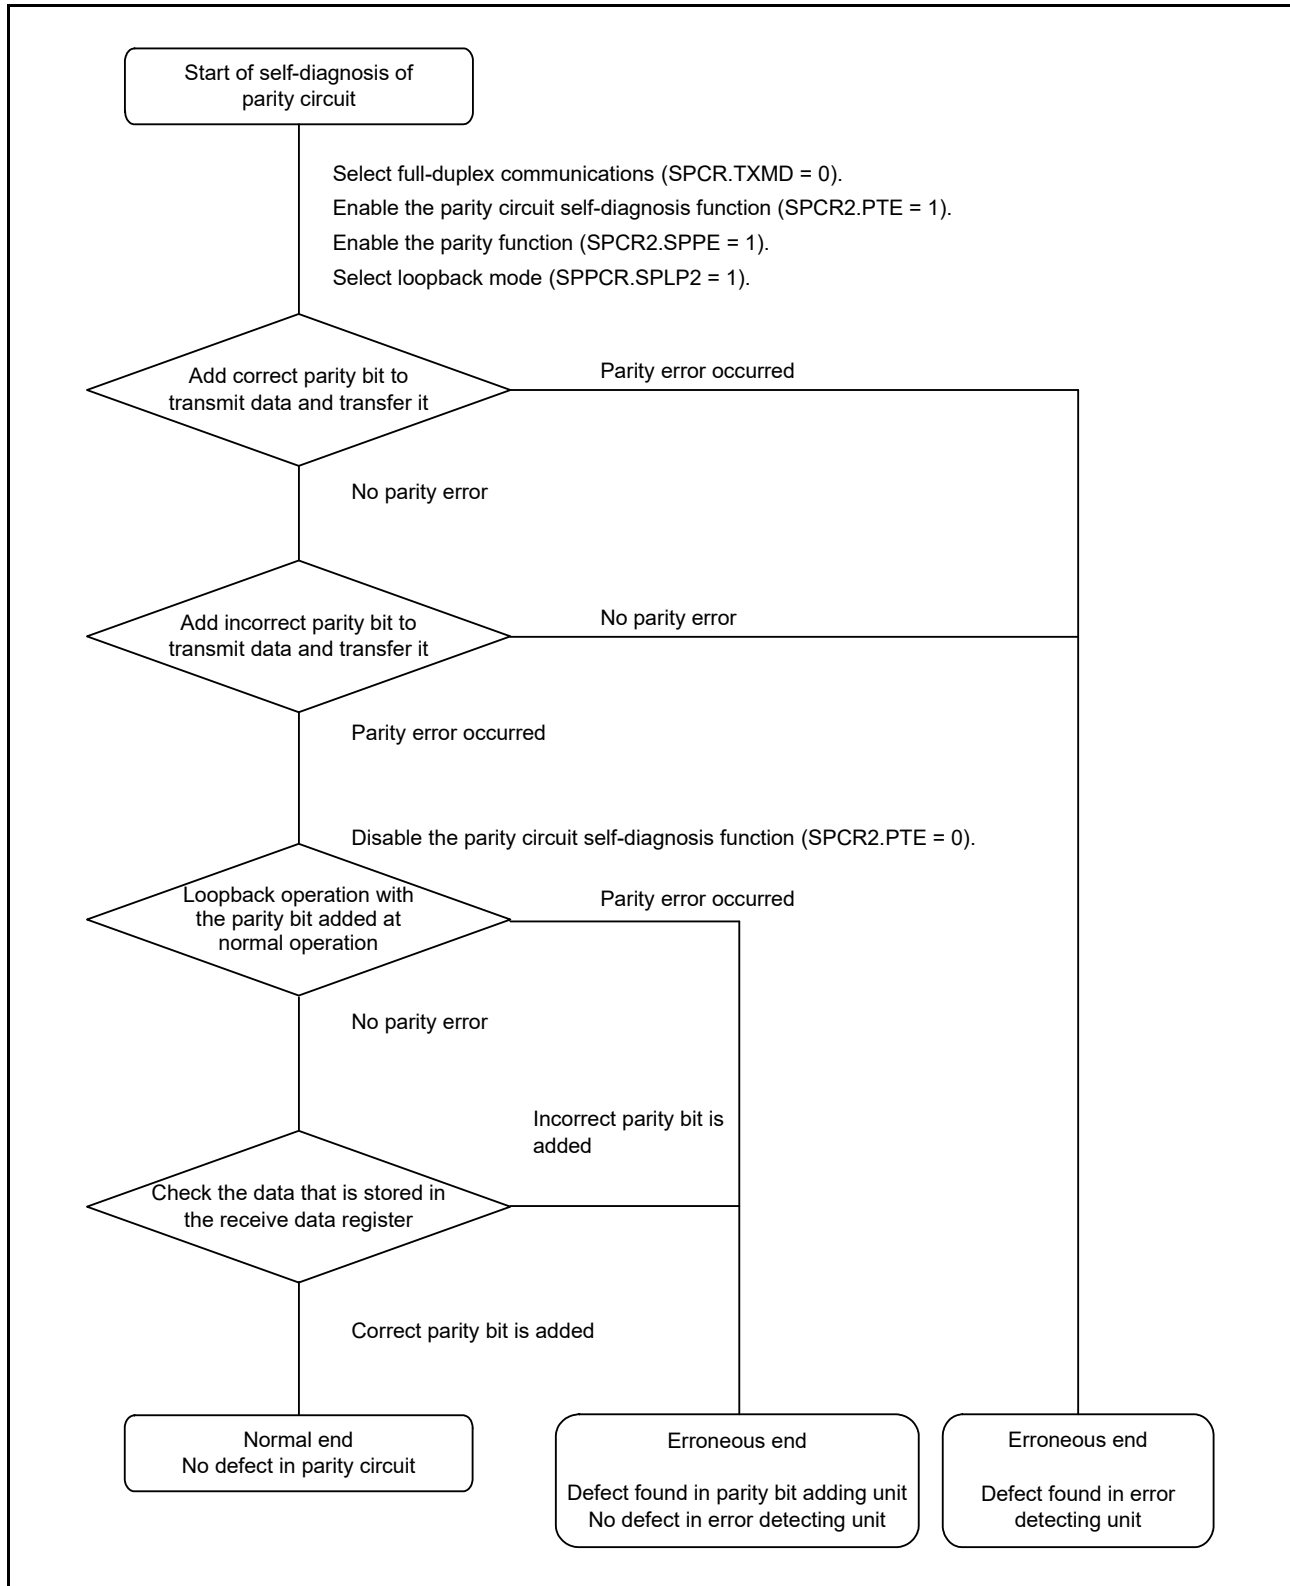 Start of self-diagnosis of
parity circuit
Select full-duplex communications (SPCR.TXMD = 0).
Enable the parity circuit self-diagnosis function (SPCR2.PTE = 1).
Enable the parity function (SPCR2.SPPE = 1).
Select loopback mode (SPPCR.SPLP2 = 1).
Add correct parity bit to
transmit data and transfer it
Parity error occurred
No parity error
Add incorrect parity bit to
transmit data and transfer it
No parity error
Parity error occurred
Disable the parity circuit self-diagnosis function (SPCR2.PTE = 0).
Loopback operation with
the parity bit added at
normal operation
Parity error occurred
No parity error
Incorrect parity bit is
added
Check the data that is stored in
the receive data register
Correct parity bit is added
Normal end
No defect in parity circuit
Erroneous end
Defect found in parity bit adding unit
No defect in error detecting unit
Erroneous end
Defect found in error
detecting unit